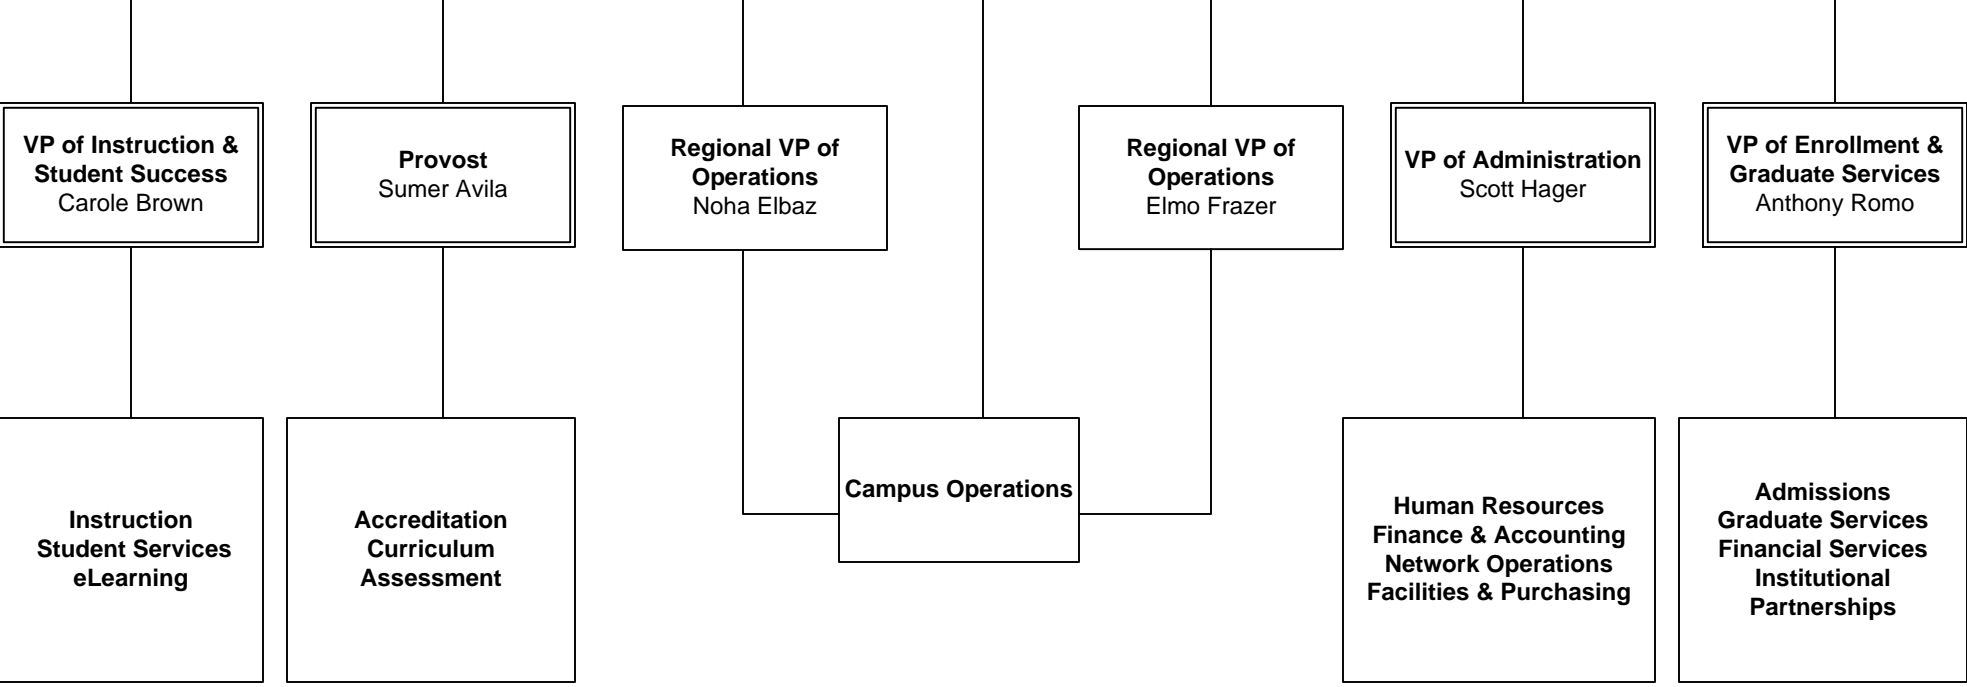 VP of Instruction &
Student Success
Carole Brown
Provost
Sumer Avila
Regional VP of
Operations
Noha Elbaz
Regional VP of
Operations
Elmo Frazer
VP of Administration
Scott Hager
VP of Enrollment &
Graduate Services
Anthony Romo
Instruction
Student Services
eLearning
Accreditation
Curriculum
Assessment
Campus Operations
Human Resources
Finance & Accounting
Network Operations
Facilities & Purchasing
Admissions
Graduate Services
Financial Services
Institutional
Partnerships